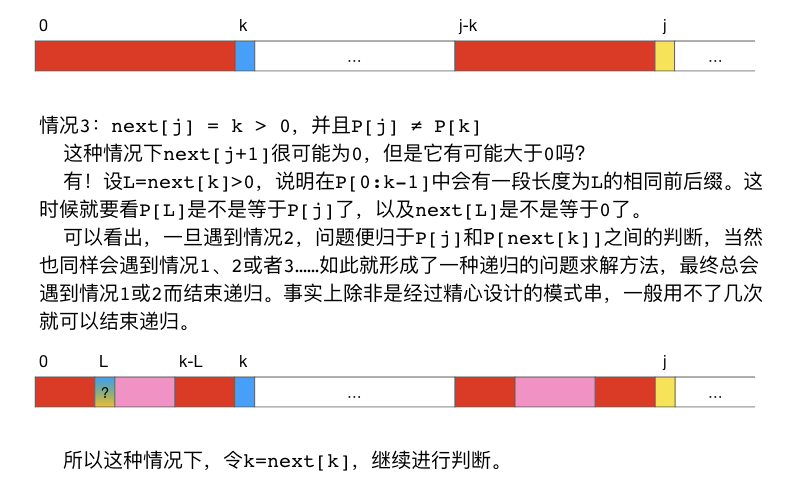 0 k j-k j
... ...
情况3：next[j] = k > 0，并且P[j] ≠ P[k]
这种情况下next[j+1]很可能为0，但是它有可能大于0吗？
有！设L=next[k]>0，说明在P[0:k-1]中会有一段长度为L的相同前后缀。这
时候就要看P[L]是不是等于P[j]了，以及next[L]是不是等于0了。
可以看出，一旦遇到情况2，问题便归于P[j]和P[next[k]]之间的判断，当然
也同样会遇到情况1、2或者3……如此就形成了一种递归的问题求解方法，最终总会
遇到情况1或2而结束递归。事实上除非是经过精心设计的模式串，一般用不了几次
就可以结束递归。
0 L k-L k j
? ... ...
所以这种情况下，令k=next[k]，继续进行判断。